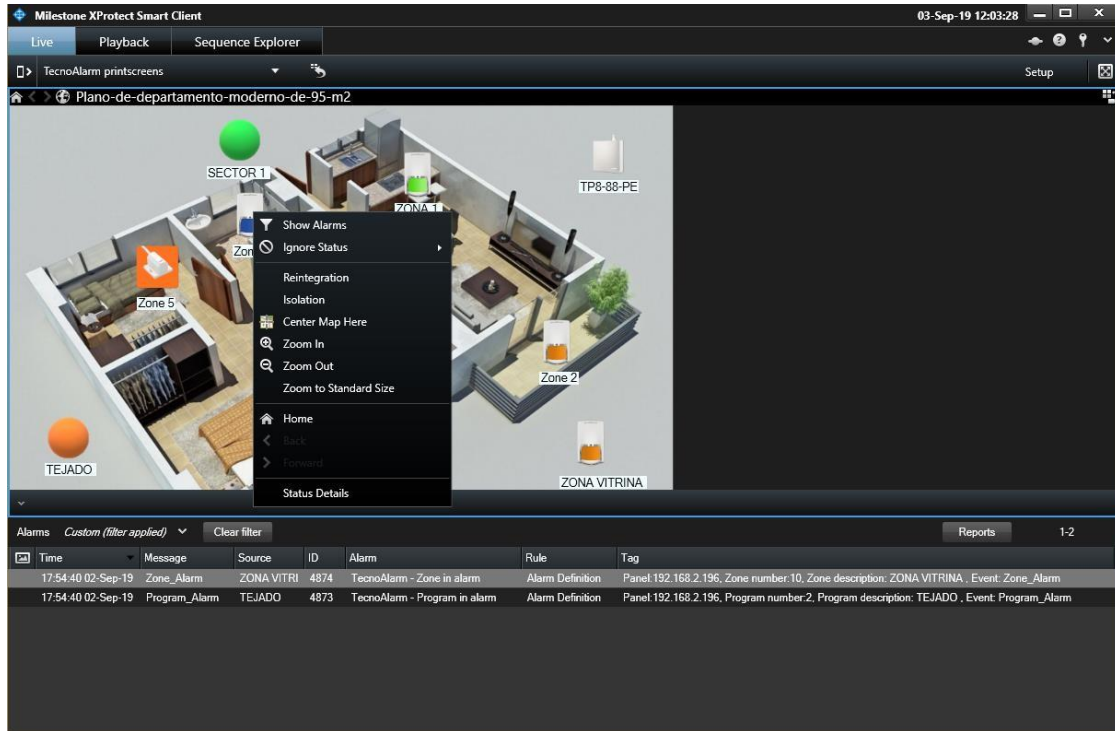 Milestone XProtect Smart Client
03-Sep-19 12:03:28
Live Playback Sequence Explorer
TecnoAlarm printscreens
Setup
Plano-de-departamento-moderno-de-95-m2
SECTOR 1
TP8-88-PE
ZONA 1
Zon
Zone 5
Zone 2
TEJADO
ZONA VITRINA
Show Alarms
Ignore Status
Reintegration
Isolation
Center Map Here
Zoom In
Zoom Out
Zoom to Standard Size
Home
Back
Forward
Status Details
Alarms Custom (filter applied) Clear filter Reports 1-2
Time Message Source ID Alarm Rule Tag
17:54:40 02-Sep-19 Zone_Alarm ZONA VITRI 4874 TecnoAlarm - Zone in alarm Alarm Definition Panel:192.168.2.196, Zone number:10, Zone description: ZONA VITRINA , Event: Zone_Alarm
17:54:40 02-Sep-19 Program_Alarm TEJADO 4873 TecnoAlarm - Program in alarm Alarm Definition Panel:192.168.2.196, Program number:2, Program description: TEJADO , Event: Program_Alarm